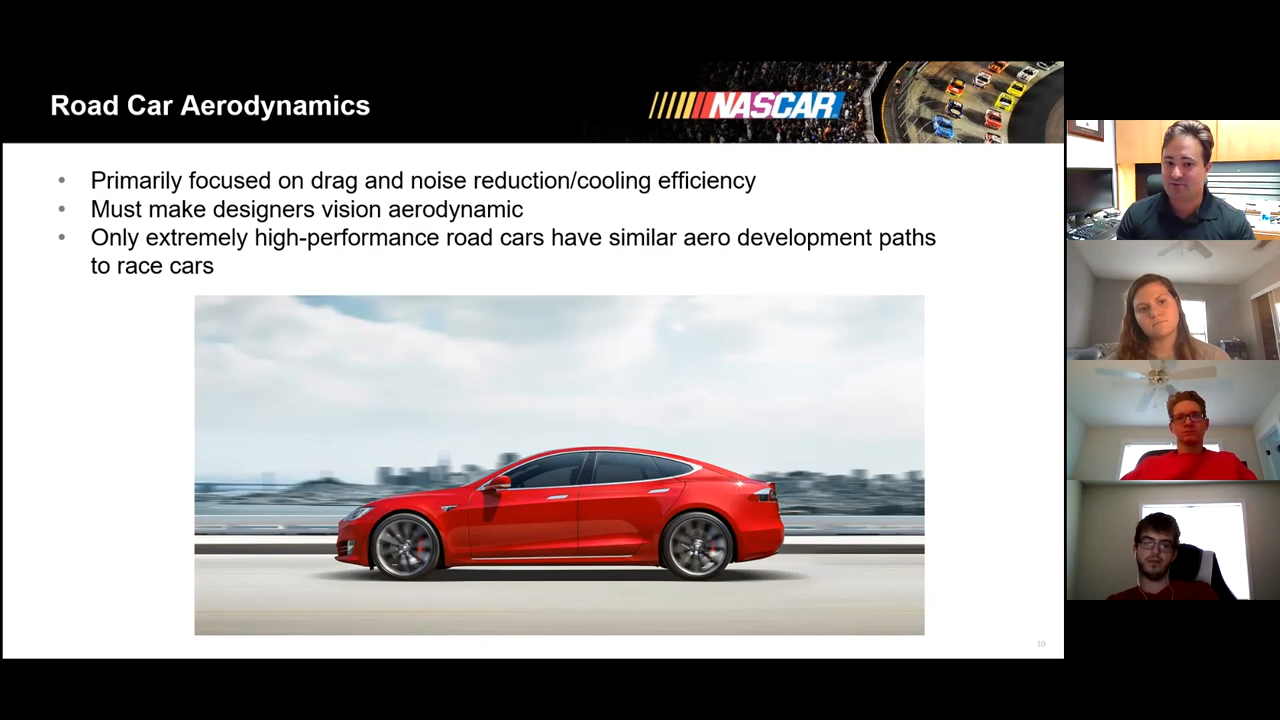 Road Car Aerodynamics
NASCAR
• Primarily focused on drag and noise reduction/cooling efficiency
• Must make designers vision aerodynamic
• Only extremely high-performance road cars have similar aero development paths
to race cars
10